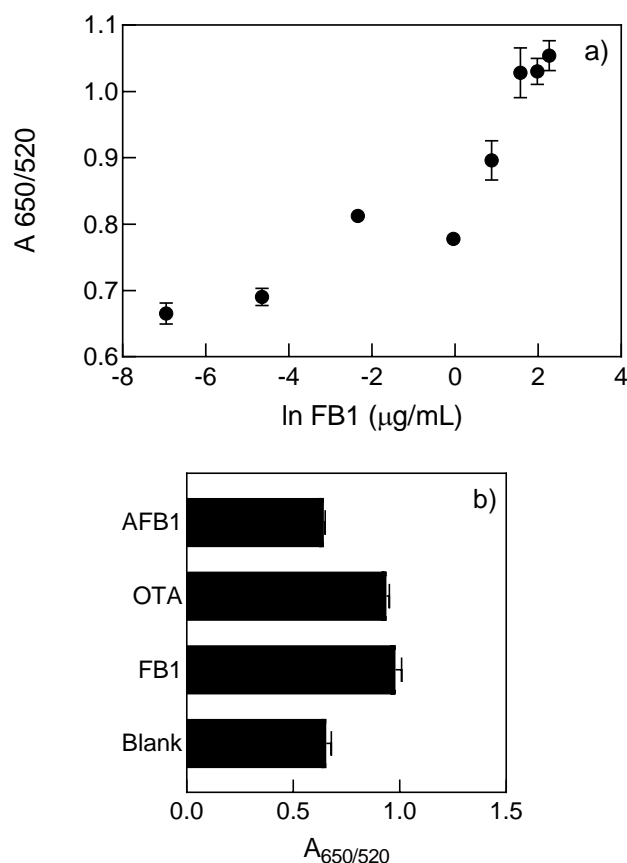 a)
1.1
1.0
0.9
0.8
0.7
0.6
A 650/520
-8 -6 -4 -2 0 2 4
ln FB1 (μg/mL)
b)
AFB1
OTA
FB1
Blank
0.0 0.5 1.0 1.5
A650/520